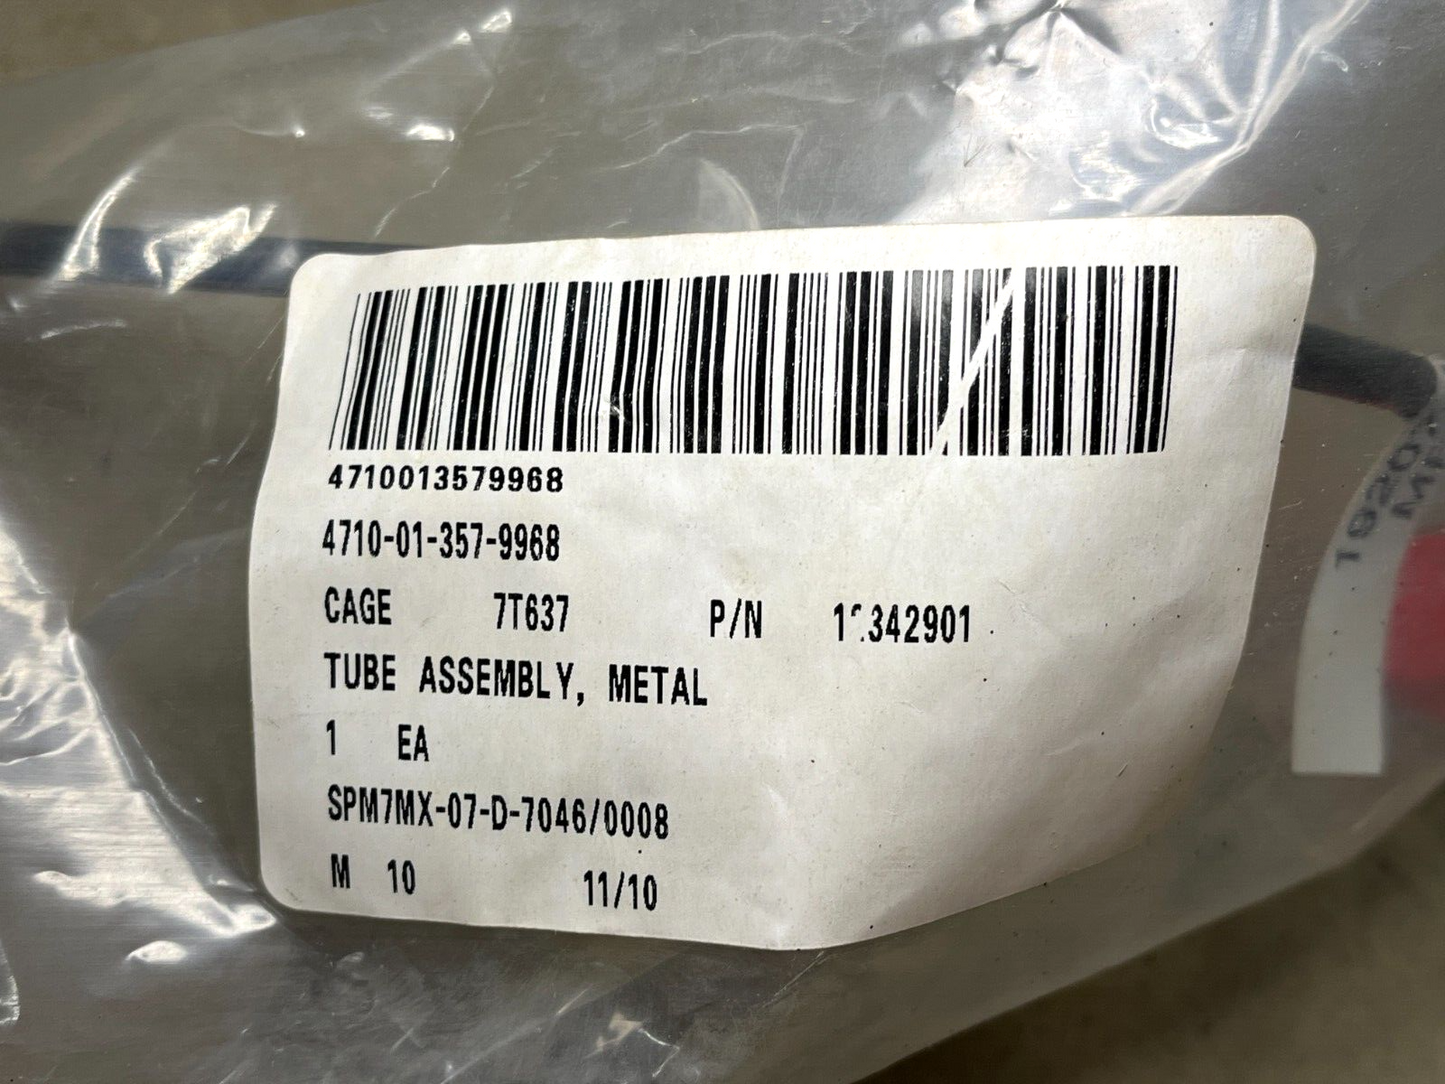 4710013579968
4710-01-357-9968
CAGE 7T637 P/N
TUBE ASSEMBLY, METAL
1 EA
SPM7MX-07-D-7046/0008
M 10 11/10